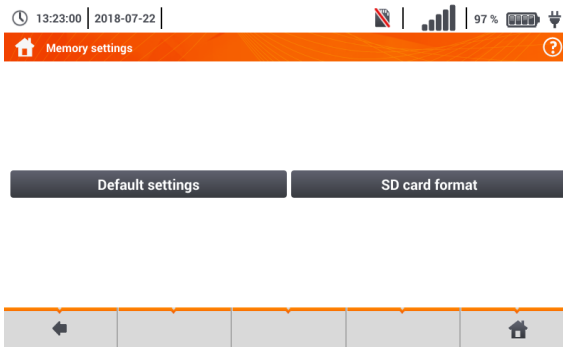 13:23:00 2018-07-22 97 %
Memory settings ?
Default settings SD card format